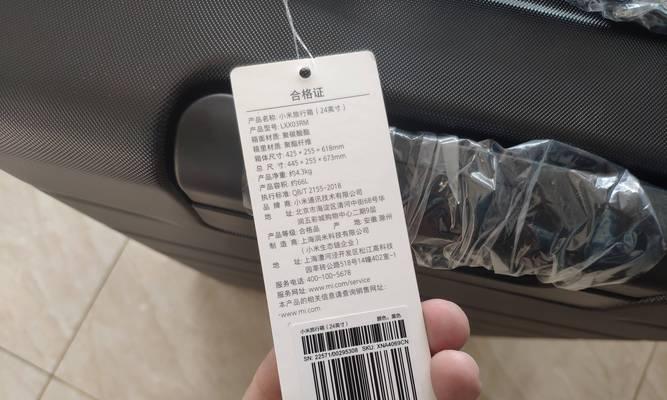 合格证
产品名称: 小米旅行箱（24英寸）
产品型号: LXX03RM
箱面材质: 聚碳酸酯
箱里材质: 聚酯纤维
箱体尺寸: 425 × 255 × 618mm
总 尺 寸: 445 × 255 × 673mm
产品净重: 约4.3kg
产品容积: 约66L
执行标准: QB/T 2155-2018
品 牌 商: 小米通讯技术有限公司
地 址: 北京市海淀区清河中街68号华
润五彩城购物中心二期9层
产品等级: 合格品 产 地: 安徽 滁州
制 造 商: 上海润米科技有限公司
（小米生态链企业）
地 址: 上海漕河泾开发区松江高科技
园莘砖公路518号14幢402室-1
服务电话: 400-100-5678
服务网址: www.mi.com/service
本产品的相关信息请查询销售网址:
www.mi.com
小米旅行箱（24英寸） 颜色: 黑色
SN: 22571/00295308 SKU: XNA4069CN